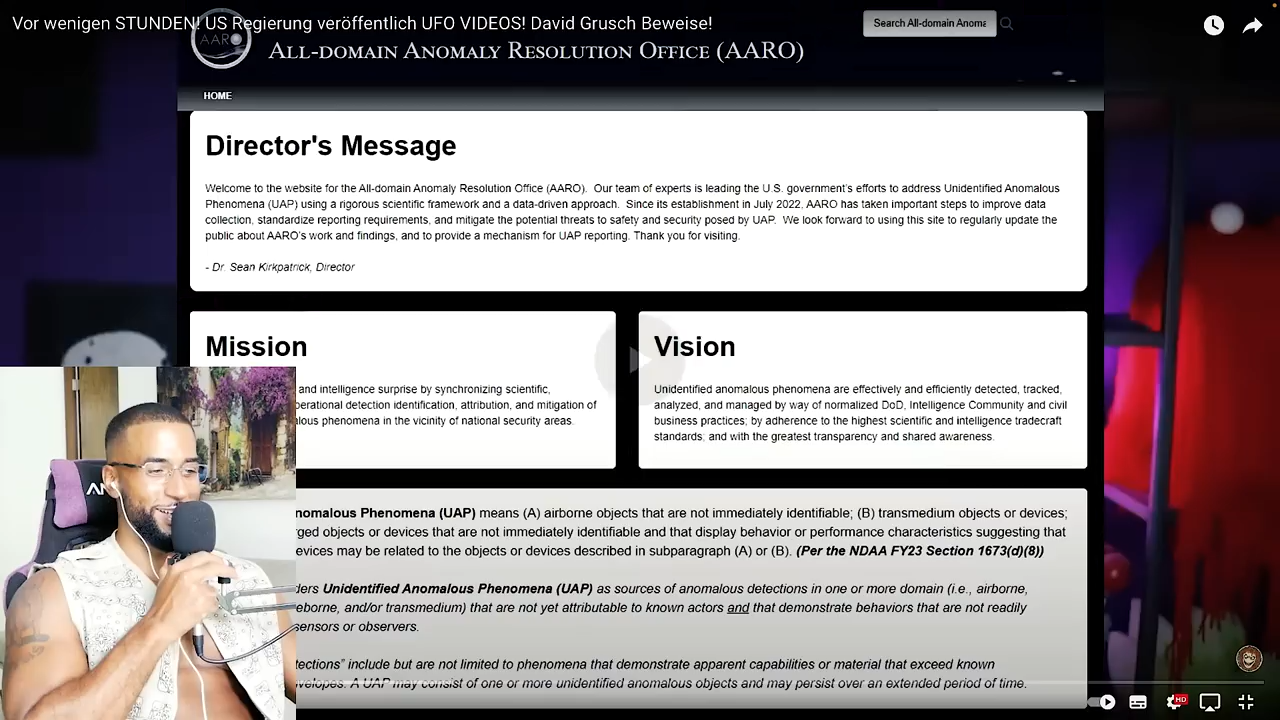 Vor wenigen STUNDEN! US Regierung veröffentlich UFO VIDEOS! David Grusch Beweise!
AARO
All-domain Anomaly Resolution Office (AARO)
Search All-domain Anoma
HOME
Director's Message
Welcome to the website for the All-domain Anomaly Resolution Office (AARO).  Our team of experts is leading the U.S. government's efforts to address Unidentified Anomalous
Phenomena (UAP) using a rigorous scientific framework and a data-driven approach.  Since its establishment in July 2022, AARO has taken important steps to improve data
collection, standardize reporting requirements, and mitigate the potential threats to safety and security posed by UAP.  We look forward to using this site to regularly update the
public about AARO's work and findings, and to provide a mechanism for UAP reporting. Thank you for visiting.
- Dr. Sean Kirkpatrick, Director
Mission
and intelligence surprise by synchronizing scientific,
perational detection identification, attribution, and mitigation of
lous phenomena in the vicinity of national security areas.
Vision
Unidentified anomalous phenomena are effectively and efficiently detected, tracked,
analyzed, and managed by way of normalized DoD, Intelligence Community and civil
business practices; by adherence to the highest scientific and intelligence tradecraft
standards; and with the greatest transparency and shared awareness.
nomalous Phenomena (UAP) means (A) airborne objects that are not immediately identifiable; (B) transmedium objects or devices;
rged objects or devices that are not immediately identifiable and that display behavior or performance characteristics suggesting that
evices may be related to the objects or devices described in subparagraph (A) or (B). (Per the NDAA FY23 Section 1673(d)(8))
ders Unidentified Anomalous Phenomena (UAP) as sources of anomalous detections in one or more domain (i.e., airborne,
eborne, and/or transmedium) that are not yet attributable to known actors and that demonstrate behaviors that are not readily
sensors or observers.
tections" include but are not limited to phenomena that demonstrate apparent capabilities or material that exceed known
nvelopes. A UAP may consist of one or more unidentified anomalous objects and may persist over an extended period of time.
AN
HD